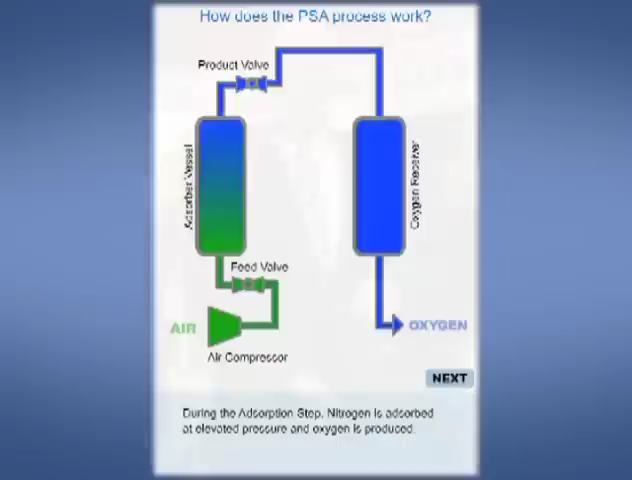 How does the PSA process work?
Product Valve
Adsorber Vessel
Oxygen Receiver
Feed Valve
AIR
OXYGEN
Air Compressor
NEXT
During the Adsorption Step, Nitrogen is adsorbed
at elevated pressure and oxygen is produced.